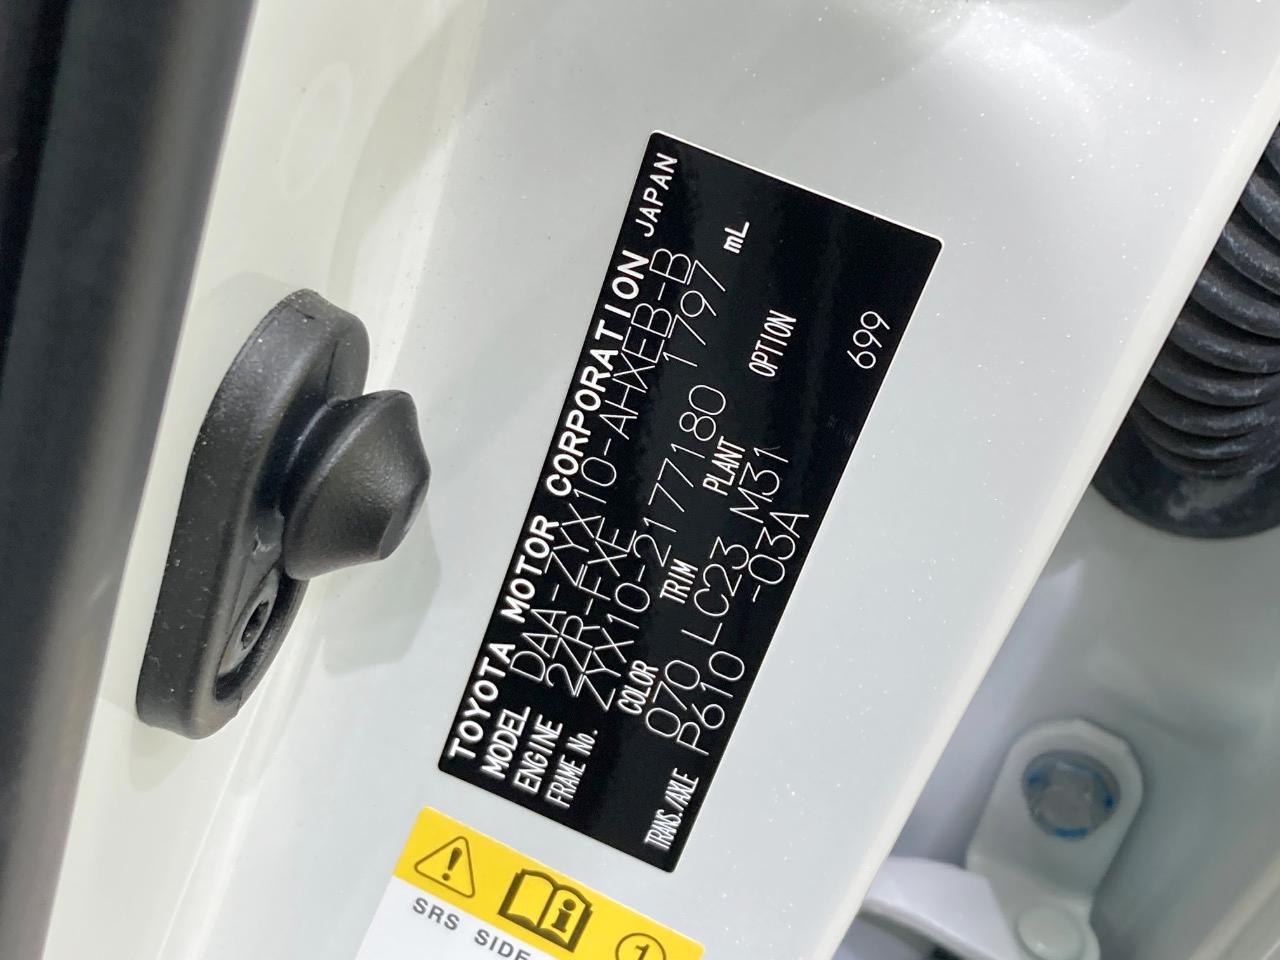 TOYOTA MOTOR CORPORATION JAPAN
MODEL DAA-ZYX10-AHXEB-B
ENGINE 2ZR-FXE 1797 mL
FRAME No. ZYX10-2177180
COLOR TRIM PLANT OPTION
070 LC23 M31
TRANS./AXLE P610 -03A 699
SRS SIDE
1